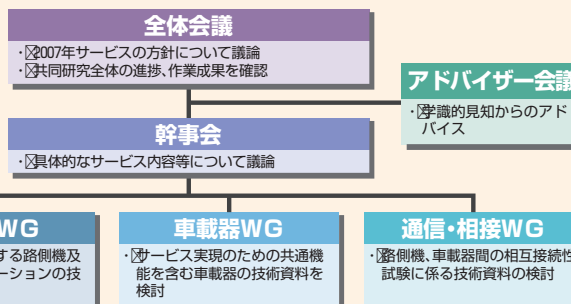 全体会議
・2007年サービスの方針について議論
・共同研究全体の進捗、作業成果を確認
アドバイザー会議
・学識的見知からのアド
バイス
幹事会
・具体的なサービス内容等について議論
WG
する路側機及
ーションの技
車載器WG
・サービス実現のための共通機
能を含む車載器の技術資料を
検討
通信・相接WG
・路側機、車載器間の相互接続性
試験に係る技術資料の検討